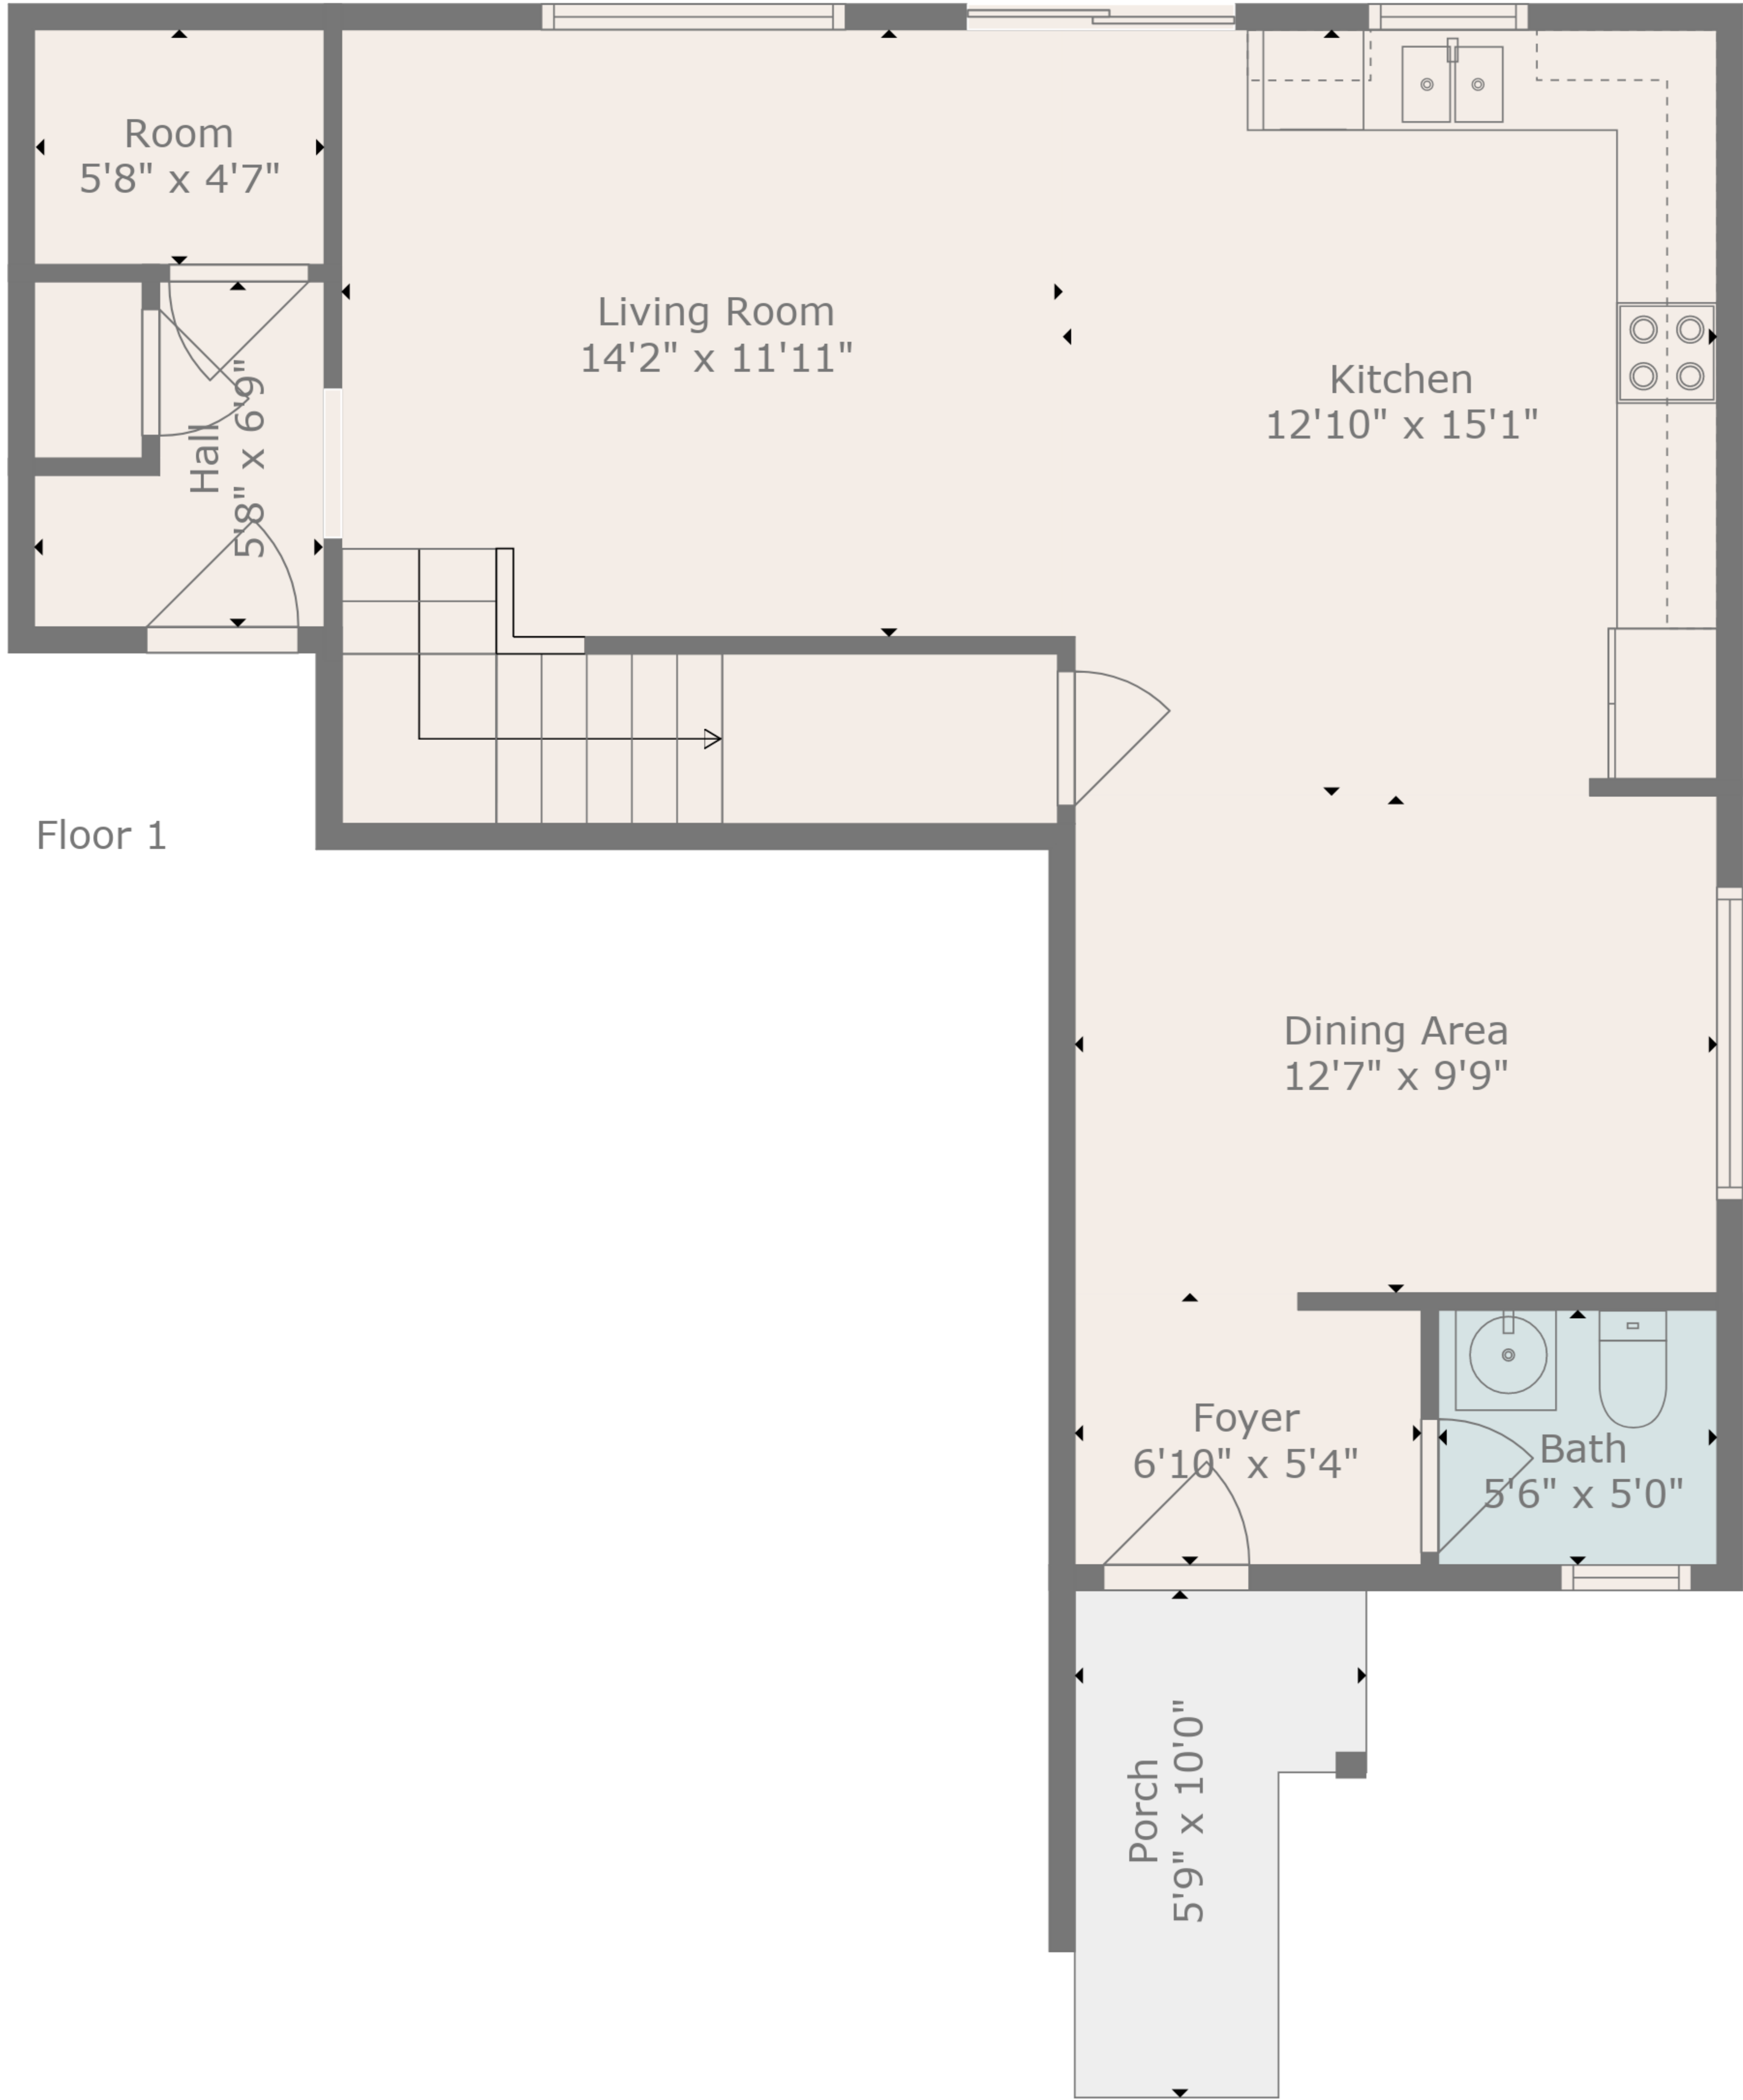 Room
5'8" x 4'7"
Living Room
14'2" x 11'11"
Kitchen
12'10" x 15'1"
Hall
5'8" x 6'9"
Floor 1
Dining Area
12'7" x 9'9"
Foyer
6'10" x 5'4"
Bath
5'6" x 5'0"
Porch
5'9" x 10'0"